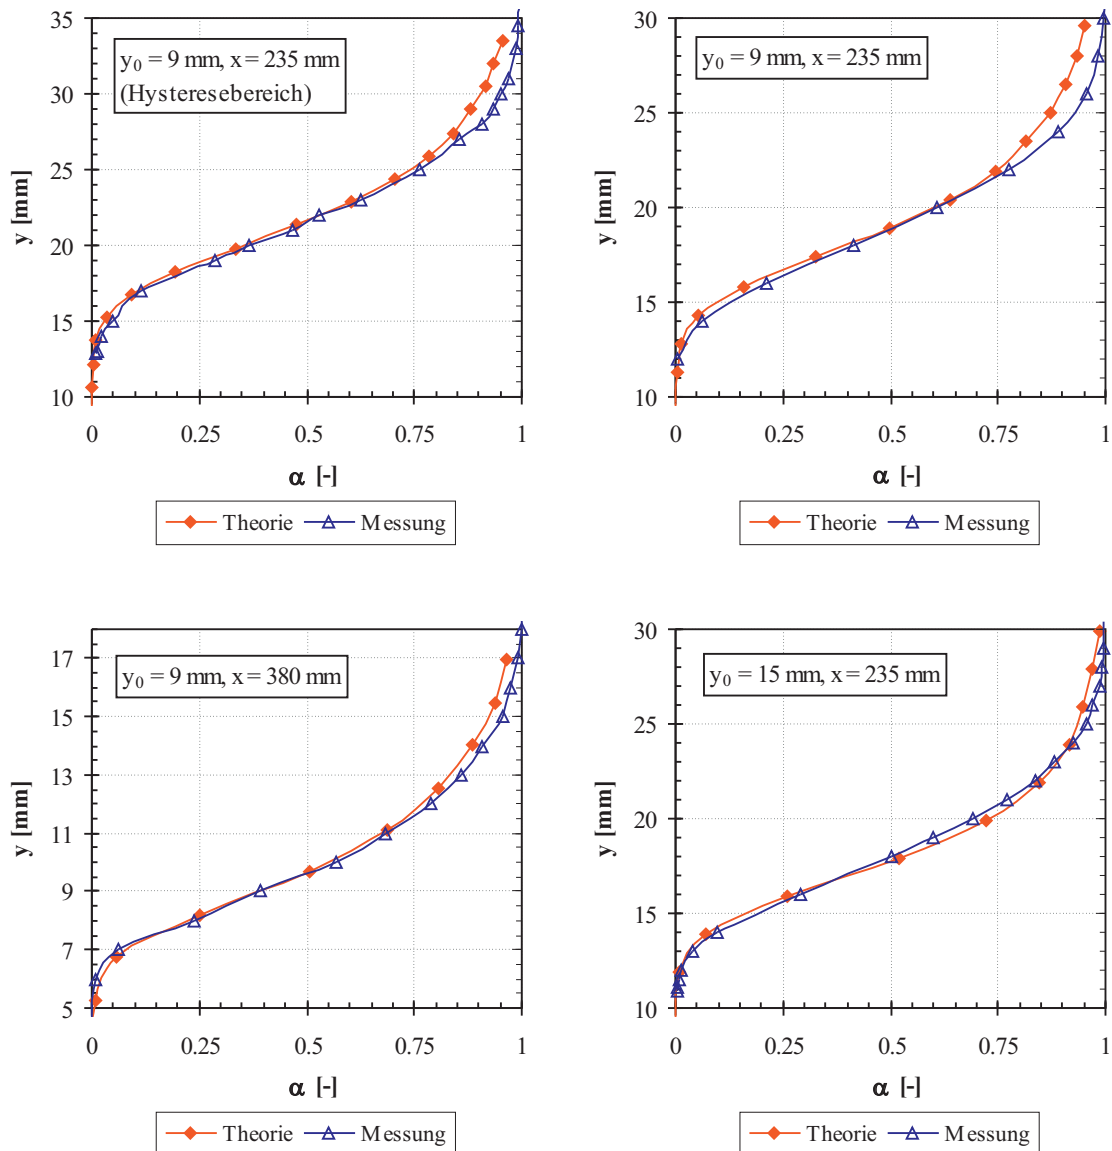 35
30
25
20
15
10
y [mm]
y₀ = 9 mm, x = 235 mm
(Hysteresebereich)
0 0.25 0.5 0.75 1
α [-]
Theorie Messung
30
25
20
15
10
y [mm]
y₀ = 9 mm, x = 235 mm
0 0.25 0.5 0.75 1
α [-]
Theorie Messung
17
15
13
11
9
7
5
y [mm]
y₀ = 9 mm, x = 380 mm
0 0.25 0.5 0.75 1
α [-]
Theorie Messung
30
25
20
15
10
y [mm]
y₀ = 15 mm, x = 235 mm
0 0.25 0.5 0.75 1
α [-]
Theorie Messung